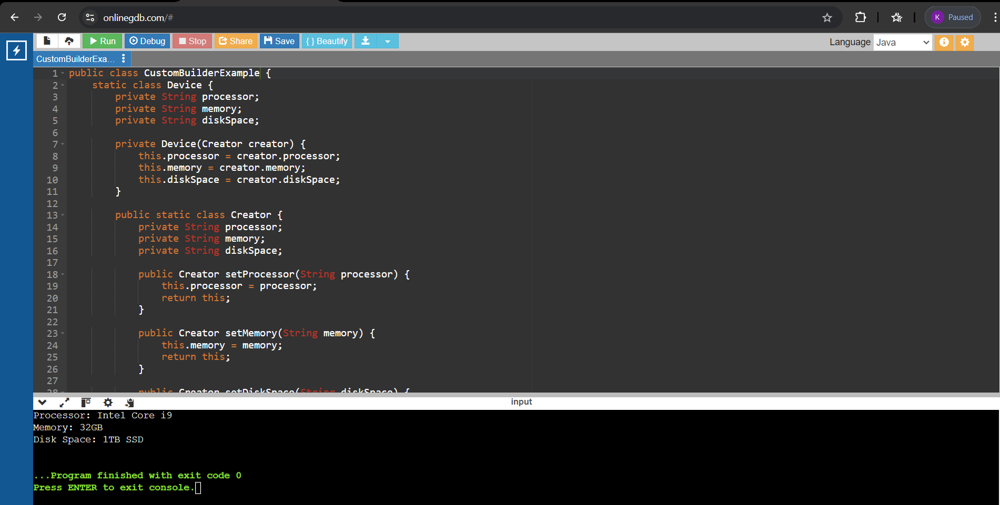 onlinegdb.com/#
K Paused
Run Debug Stop Share Save { } Beautify
Language Java
CustomBuilderExa...
1 public class CustomBuilderExample {
2     static class Device {
3         private String processor;
4         private String memory;
5         private String diskSpace;
6
7         private Device(Creator creator) {
8             this.processor = creator.processor;
9             this.memory = creator.memory;
10             this.diskSpace = creator.diskSpace;
11         }
12
13         public static class Creator {
14             private String processor;
15             private String memory;
16             private String diskSpace;
17
18             public Creator setProcessor(String processor) {
19                 this.processor = processor;
20                 return this;
21             }
22
23             public Creator setMemory(String memory) {
24                 this.memory = memory;
25                 return this;
26             }
27
28             public Creator setDiskSpace(String diskSpace) {
input
Processor: Intel Core i9
Memory: 32GB
Disk Space: 1TB SSD
...Program finished with exit code 0
Press ENTER to exit console.